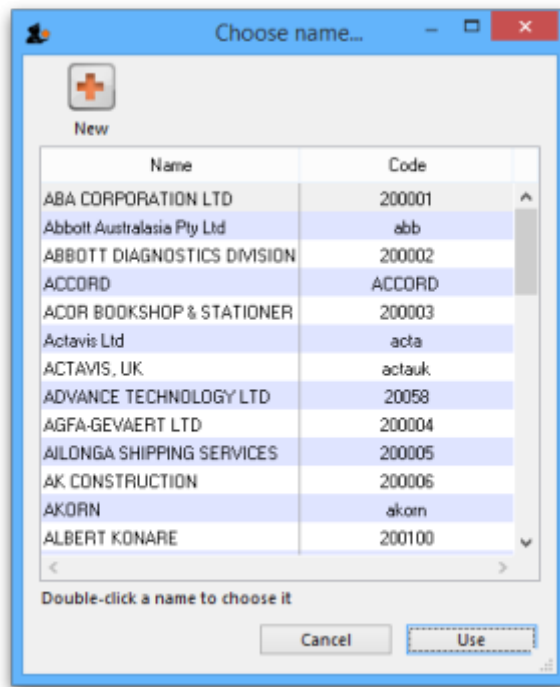 Choose name...
New
Name Code
ABA CORPORATION LTD 200001
Abbott Australasia Pty Ltd abb
ABBOTT DIAGNOSTICS DIVISION 200002
ACCORD ACCORD
ACOR BOOKSHOP & STATIONER 200003
Actavis Ltd acta
ACTAVIS, UK actauk
ADVANCE TECHNOLOGY LTD 20058
AGFA-GEVAERT LTD 200004
AILONGA SHIPPING SERVICES 200005
AK CONSTRUCTION 200006
AKORN akorn
ALBERT KONARE 200100
Double-click a name to choose it
Cancel Use